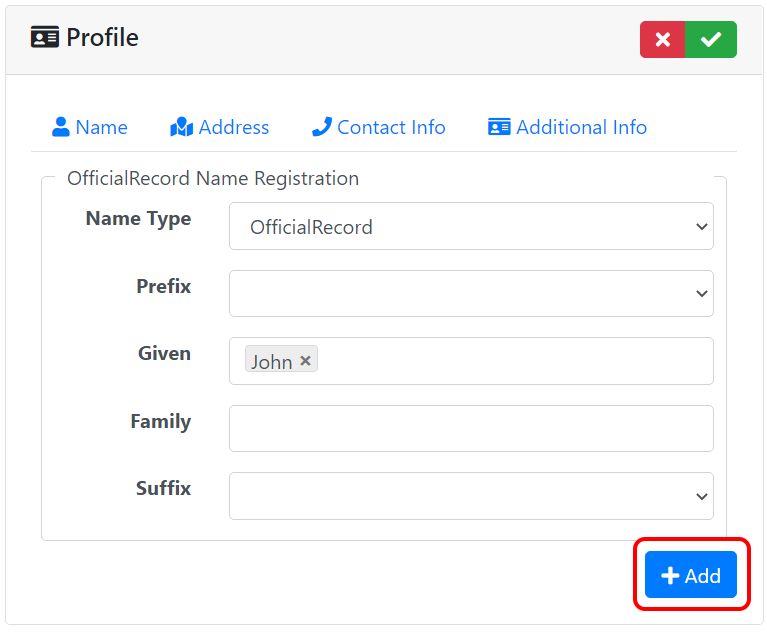 Profile
Name Address Contact Info Additional Info
OfficialRecord Name Registration
Name Type OfficialRecord
Prefix
Given John
Family
Suffix
Add